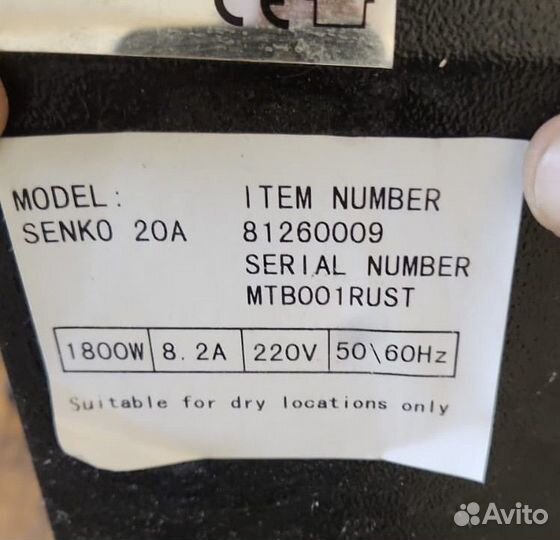 CE
MODEL: ITEM NUMBER
SENKO 20A 81260009
SERIAL NUMBER
MTB001RUST
1800W 8.2A 220V 50\60Hz
Suitable for dry locations only
Avito